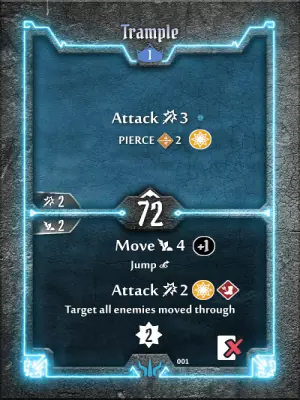 Trample
1
Attack 3
PIERCE 2
2
72
2
Move 4 +1
Jump
Attack 2
Target all enemies moved through
2
001